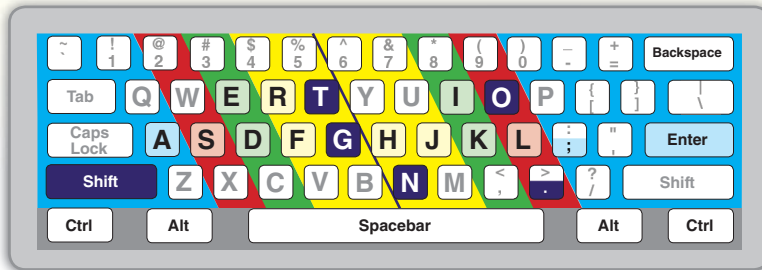 ~ ! @ # $ % ^ & * ( ) _ + Backspace
` 1 2 3 4 5 6 7 8 9 0 - =
Tab Q W E R T Y U I O P { } |
[ ] \
Caps Lock A S D F G H J K L : " Enter
; '
Shift Z X C V B N M < > ? Shift
, . /
Ctrl Alt Spacebar Alt Ctrl